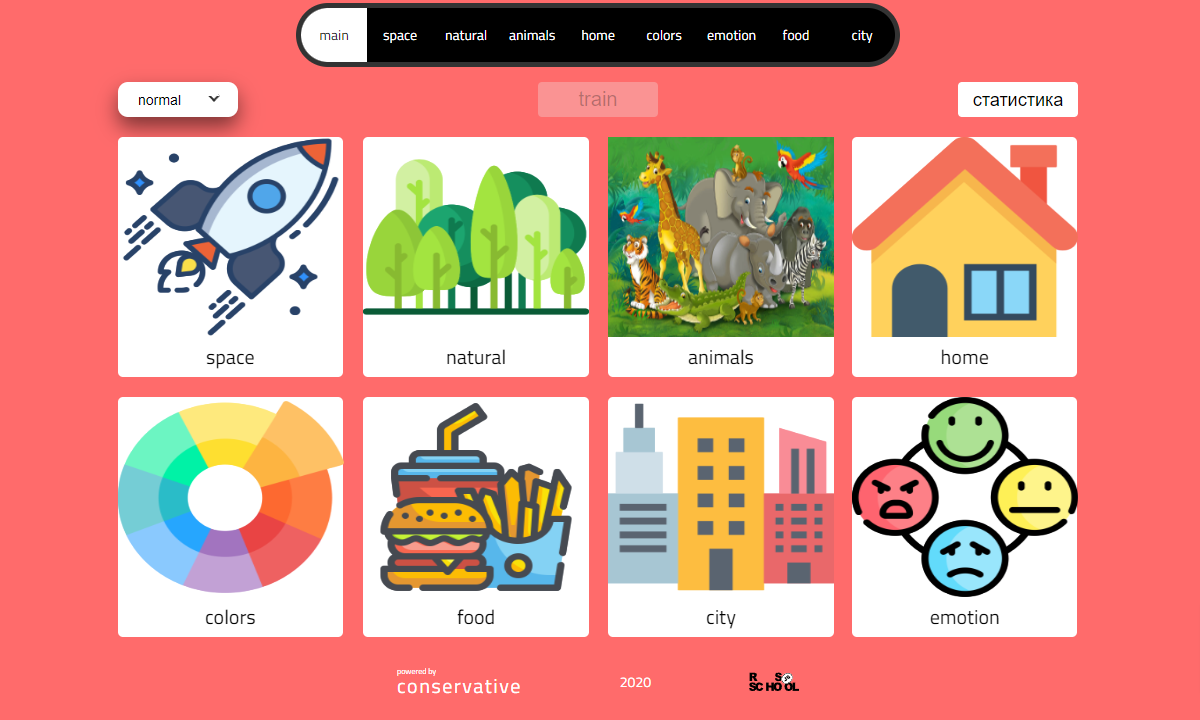 main space natural animals home colors emotion food city
normal train статистика
space natural animals home
colors food city emotion
powered by
conservative
2020
R S
SCHOOL